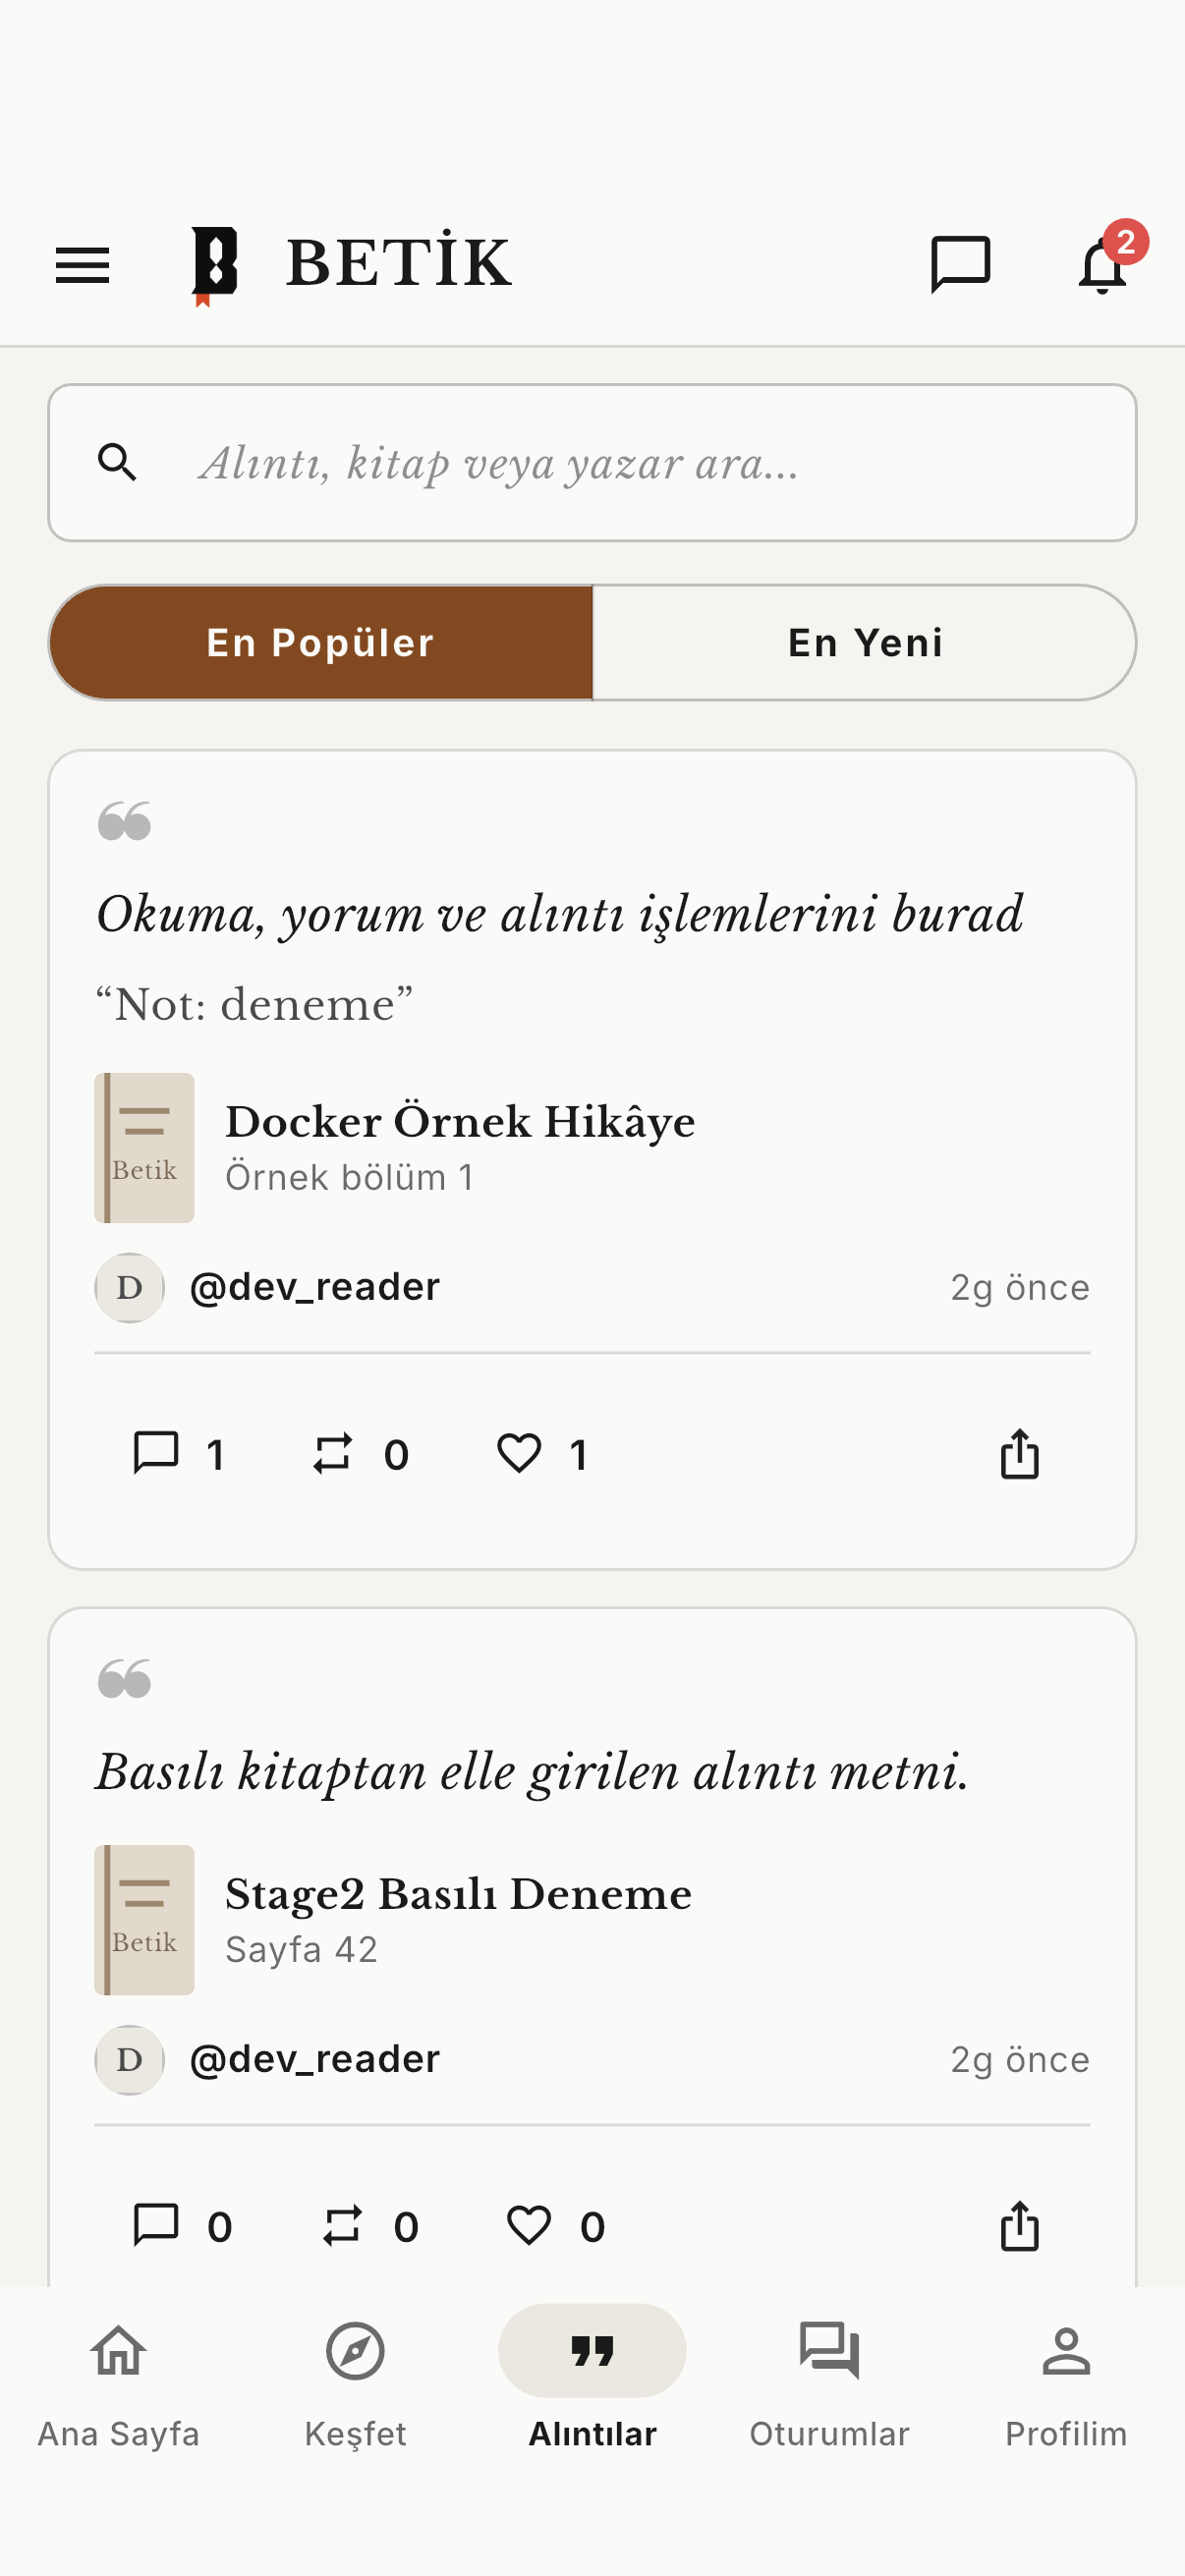 BETİK
2
Alıntı, kitap veya yazar ara...
En Popüler
En Yeni
Okuma, yorum ve alıntı işlemlerini burad
“Not: deneme”
Betik
Docker Örnek Hikâye
Örnek bölüm 1
D
@dev_reader
2g önce
1
0
1
Basılı kitaptan elle girilen alıntı metni.
Betik
Stage2 Basılı Deneme
Sayfa 42
D
@dev_reader
2g önce
0
0
0
Ana Sayfa
Keşfet
Alıntılar
Oturumlar
Profilim